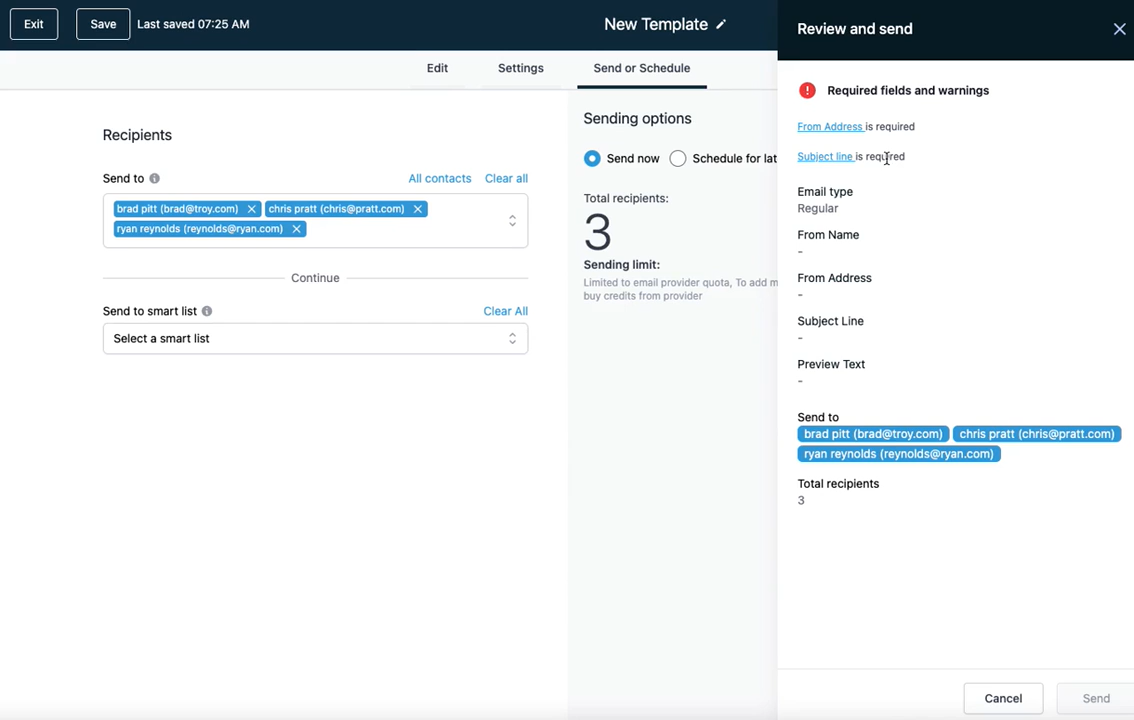 Exit
Save
Last saved 07:25 AM
New Template
Edit
Settings
Send or Schedule
Recipients
Send to
All contacts
Clear all
brad pitt (brad@troy.com)
chris pratt (chris@pratt.com)
ryan reynolds (reynolds@ryan.com)
Continue
Send to smart list
Clear All
Select a smart list
Sending options
Send now
Schedule for lat
Total recipients:
3
Sending limit:
Limited to email provider quota, To add m
buy credits from provider
Review and send
Required fields and warnings
From Address is required
Subject line is required
Email type
Regular
From Name
-
From Address
-
Subject Line
-
Preview Text
-
Send to
brad pitt (brad@troy.com)
chris pratt (chris@pratt.com)
ryan reynolds (reynolds@ryan.com)
Total recipients
3
Cancel
Send